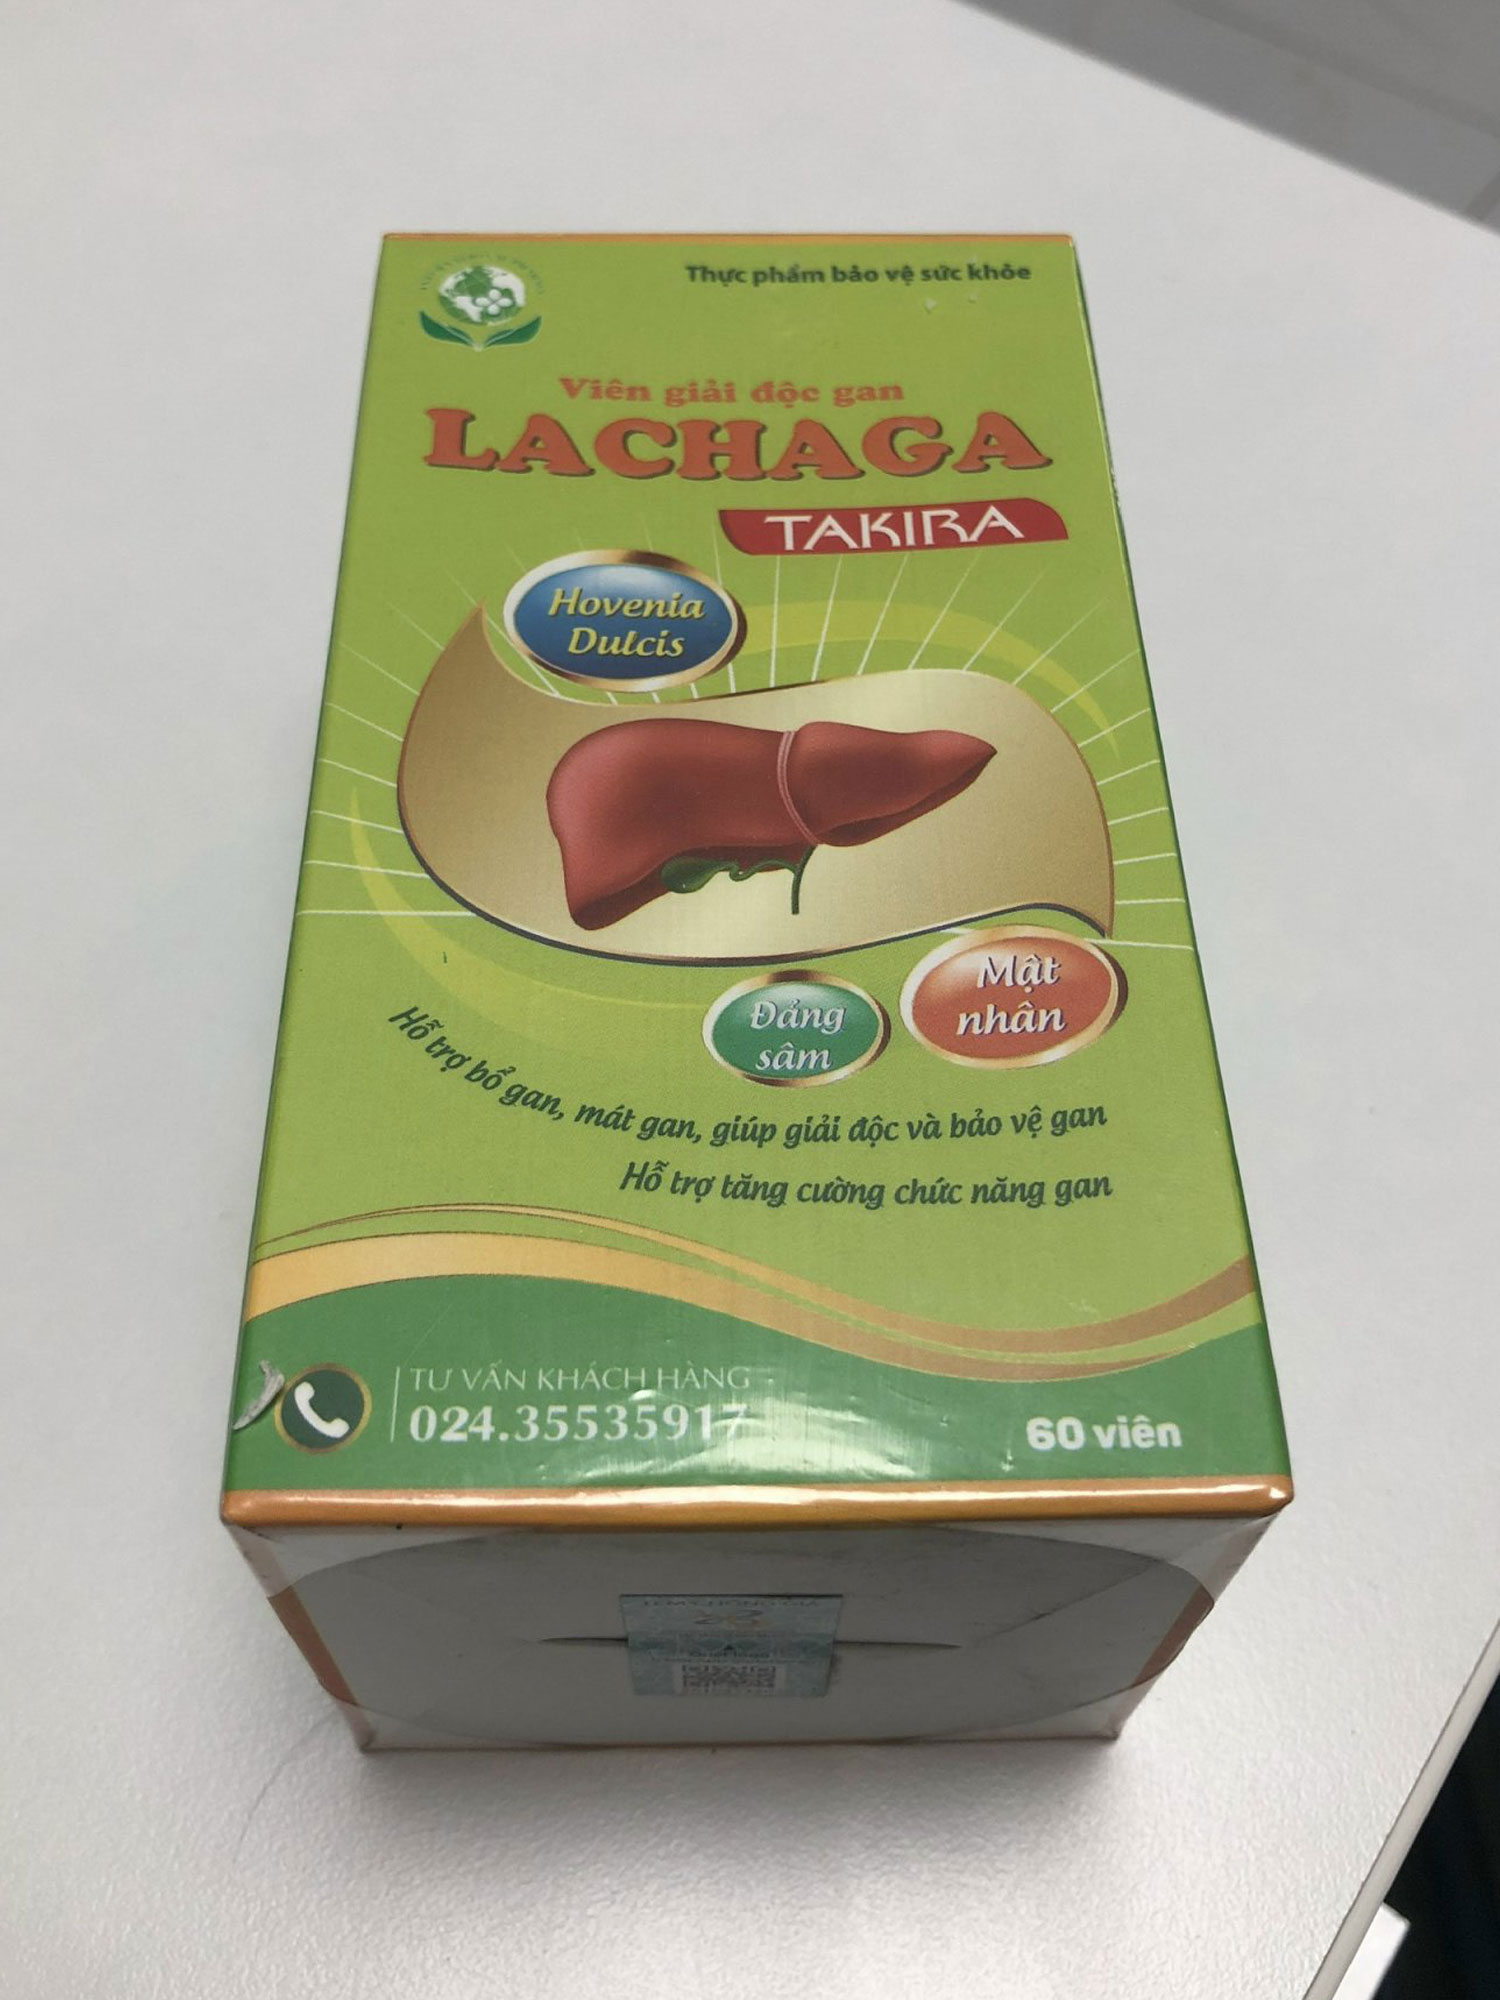 Thực phẩm bảo vệ sức khỏe
Viên giải độc gan
LACHAGA
TAKIRA
Hovenia
Dulcis
Mật
nhân
Đảng
sâm
Hỗ trợ bổ gan, mát gan, giúp giải độc và bảo vệ gan
Hỗ trợ tăng cường chức năng gan
TƯ VẤN KHÁCH HÀNG
024.35535917
60 viên